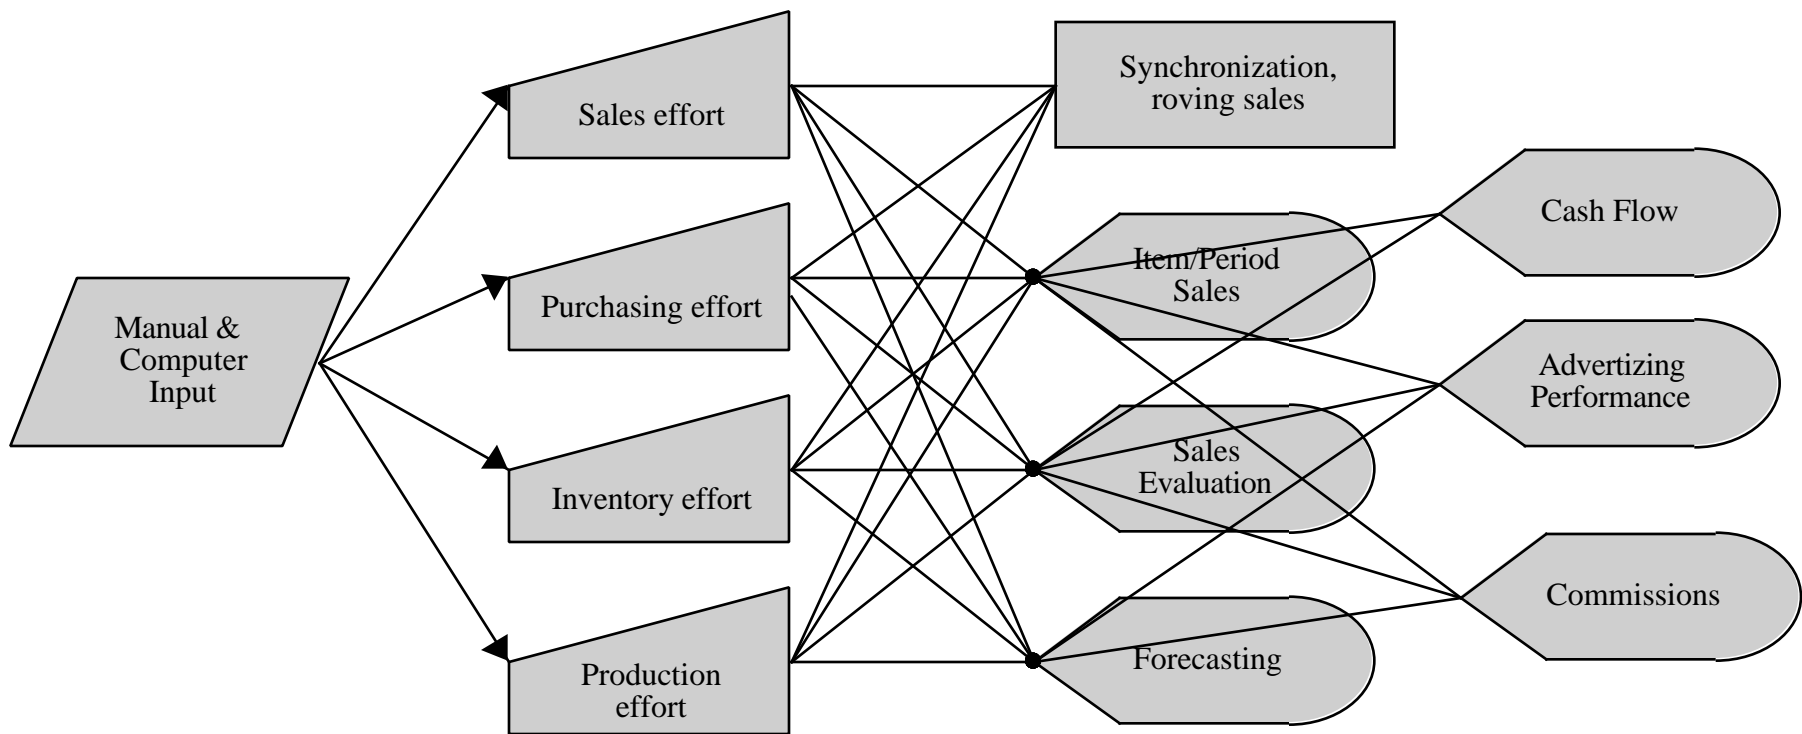 Manual &
Computer
Input
Sales effort
Purchasing effort
Inventory effort
Production
effort
Synchronization,
roving sales
Item/Period
Sales
Sales
Evaluation
Forecasting
Cash Flow
Advertizing
Performance
Commissions